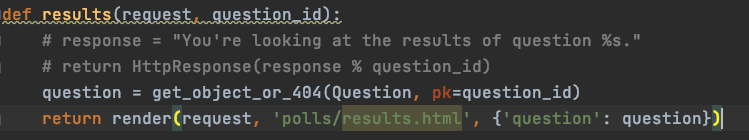 def results(request, question_id):
    # response = "You're looking at the results of question %s."
    # return HttpResponse(response % question_id)
    question = get_object_or_404(Question, pk=question_id)
    return render(request, 'polls/results.html', {'question': question})